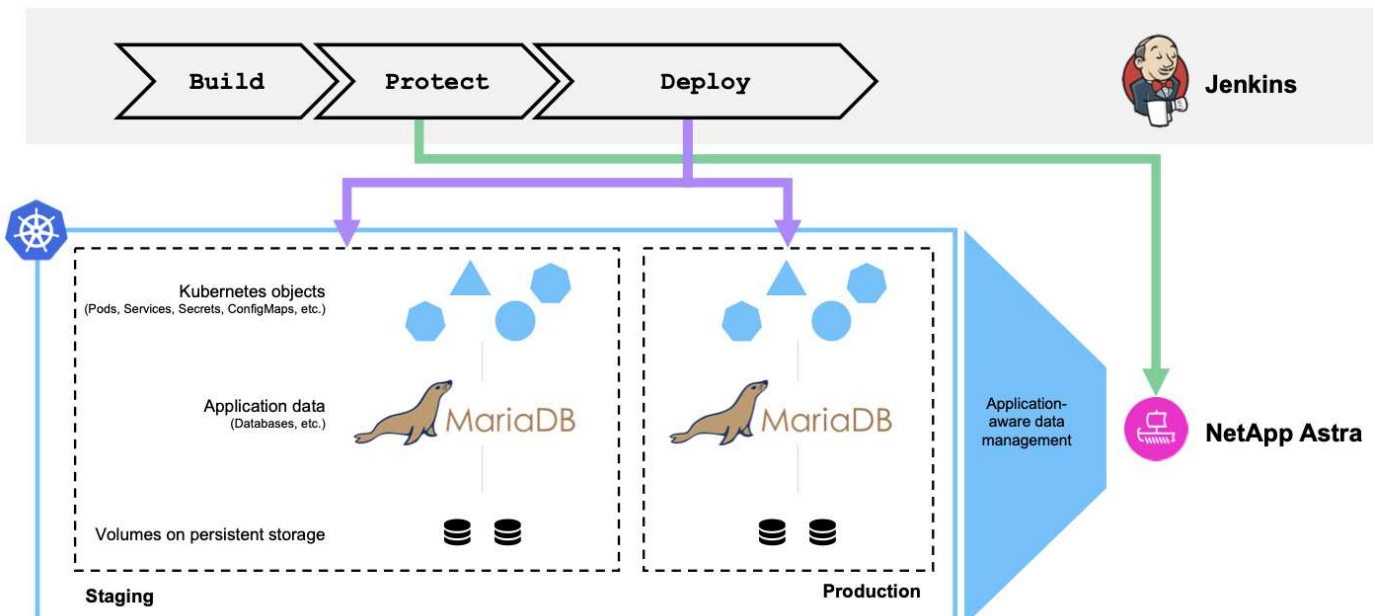 Build
Protect
Deploy
Jenkins
Kubernetes objects
(Pods, Services, Secrets, ConfigMaps, etc.)
Application data
(Databases, etc.)
MariaDB
MariaDB
Application-
aware data
management
NetApp Astra
Volumes on persistent storage
Staging
Production